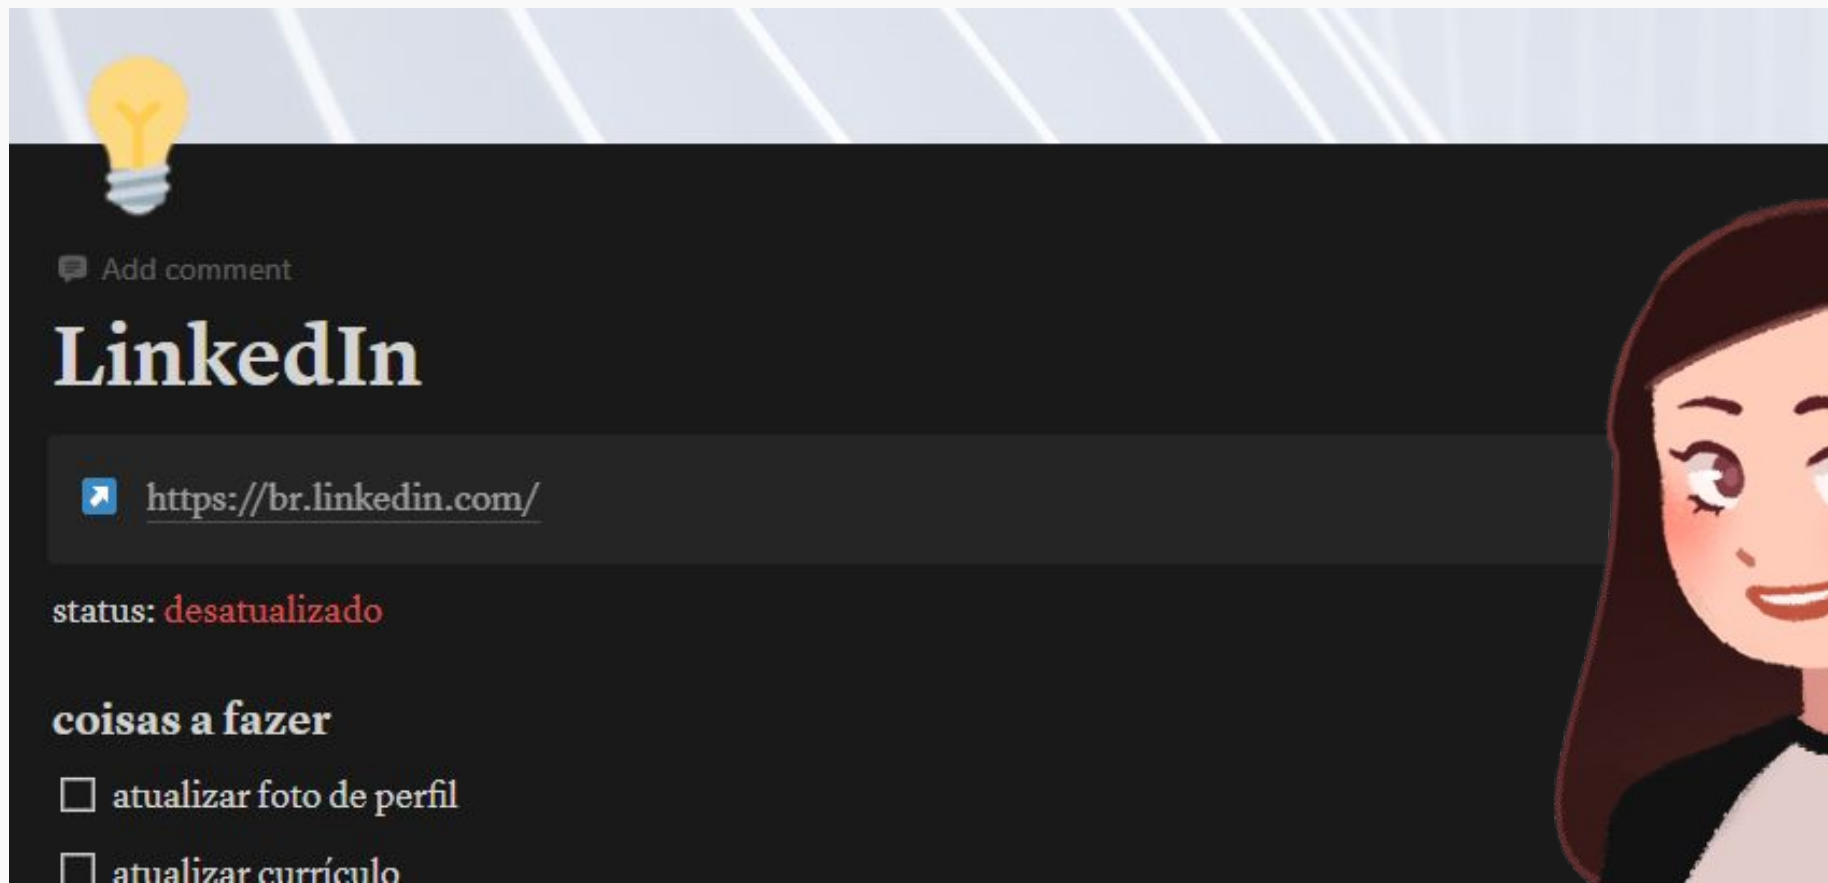 Add comment
LinkedIn
https://br.linkedin.com/
status: desatualizado
coisas a fazer
atualizar foto de perfil
atualizar currículo